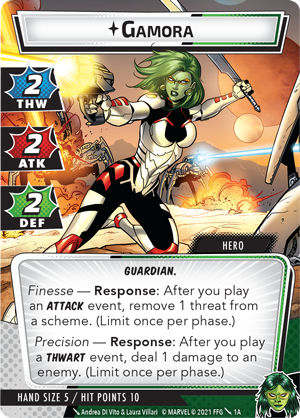 GAMORA
2
THW
2
ATK
2
DEF
HERO
GUARDIAN.
Finesse — Response: After you play
an ATTACK event, remove 1 threat from
a scheme. (Limit once per phase.)
Precision — Response: After you play
a THWART event, deal 1 damage to an
enemy. (Limit once per phase.)
HAND SIZE 5 / HIT POINTS 10
Andrea Di Vito & Laura Villari © MARVEL © 2021 FFG 1A